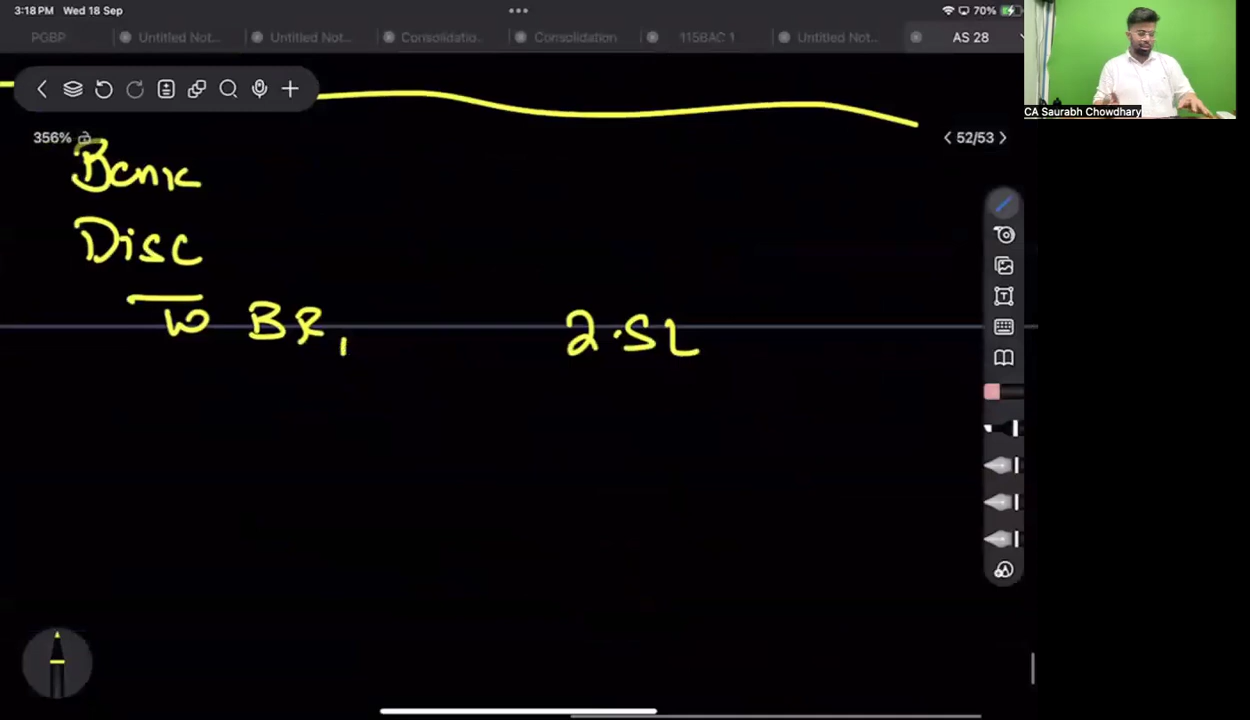 3:18 PM Wed 18 Sep
70%
PGBP
Untitled Not...
Untitled Not...
Consolidatio...
Consolidation
115BAC 1
Untitled Not...
AS 28
CA Saurabh Chowdhary
356%
52/53
Bank
Disc
to BR 2.5L